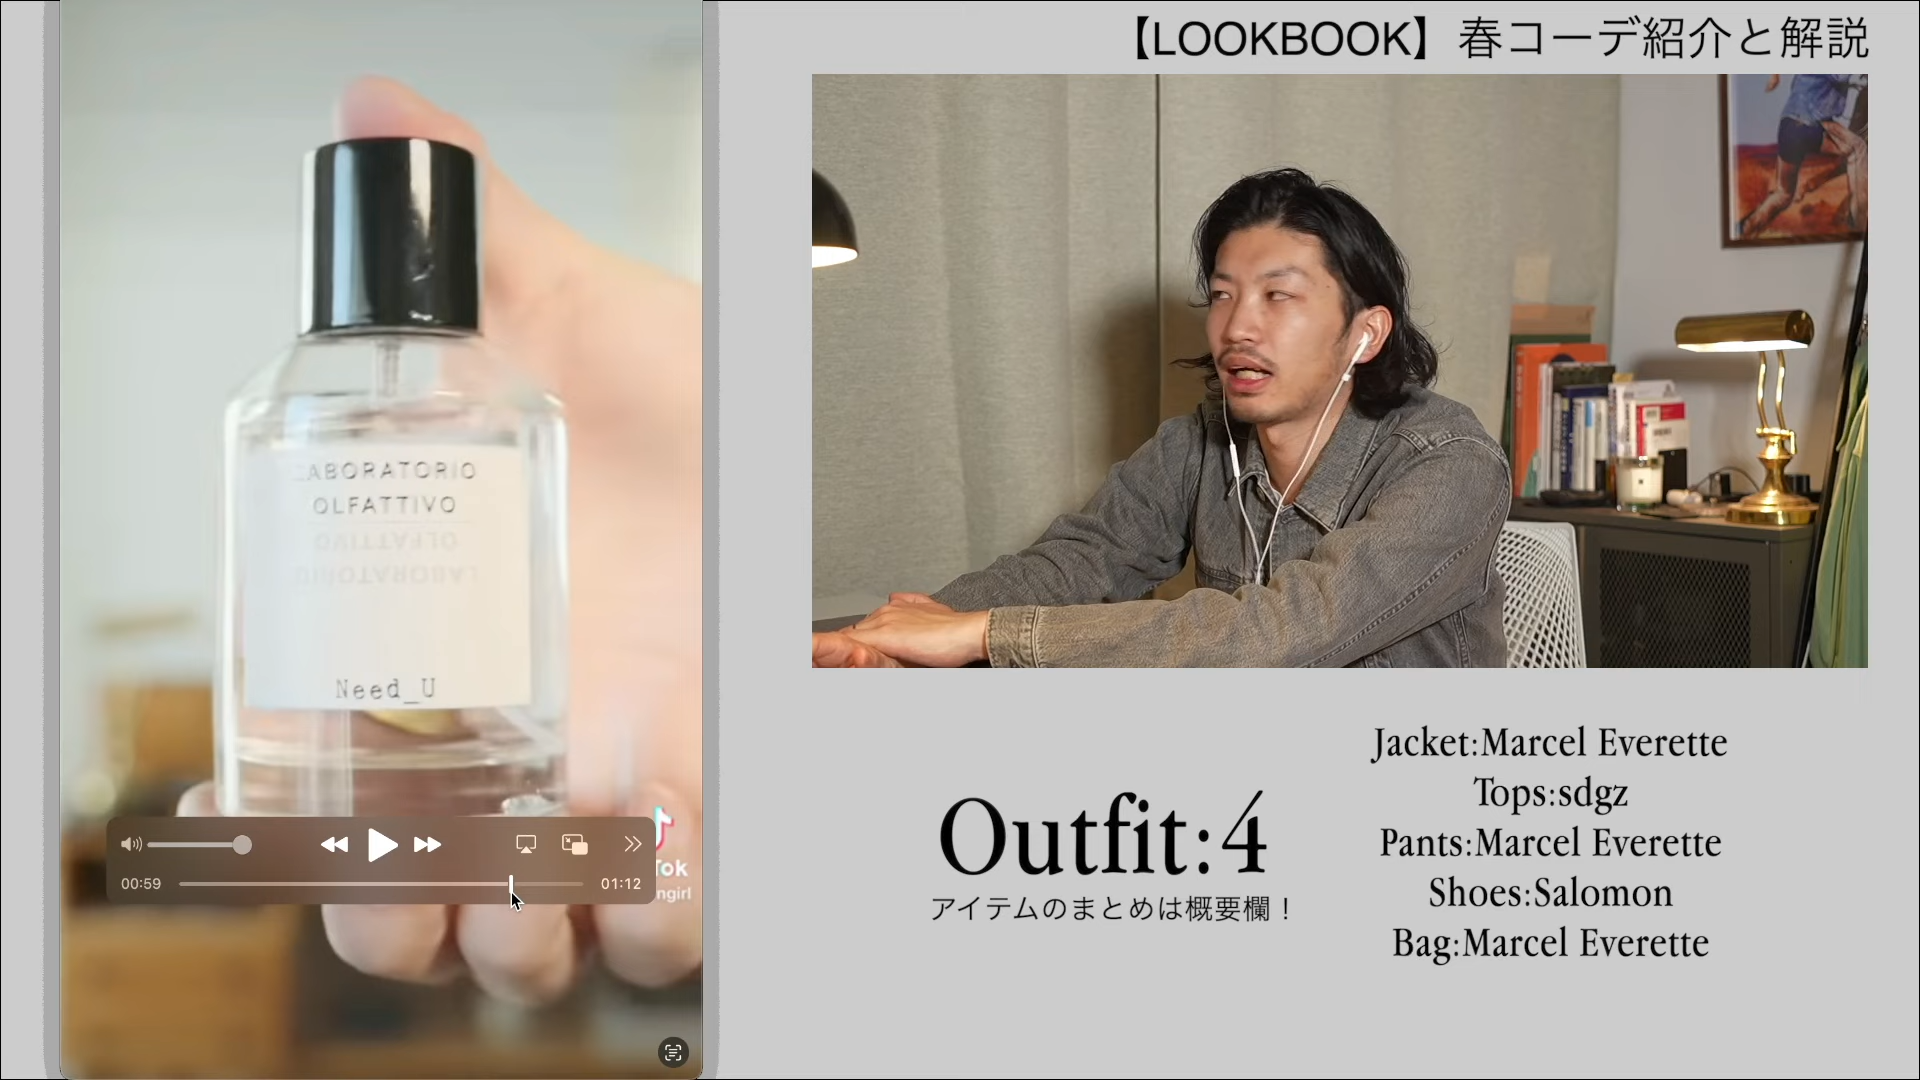 【LOOKBOOK】春コーデ紹介と解説
LABORATORIO
OLFATTIVO
Need_U
00:59
01:12
Tok
ngirl
Outfit:4
アイテムのまとめは概要欄！
Jacket:Marcel Everette
Tops:sdgz
Pants:Marcel Everette
Shoes:Salomon
Bag:Marcel Everette